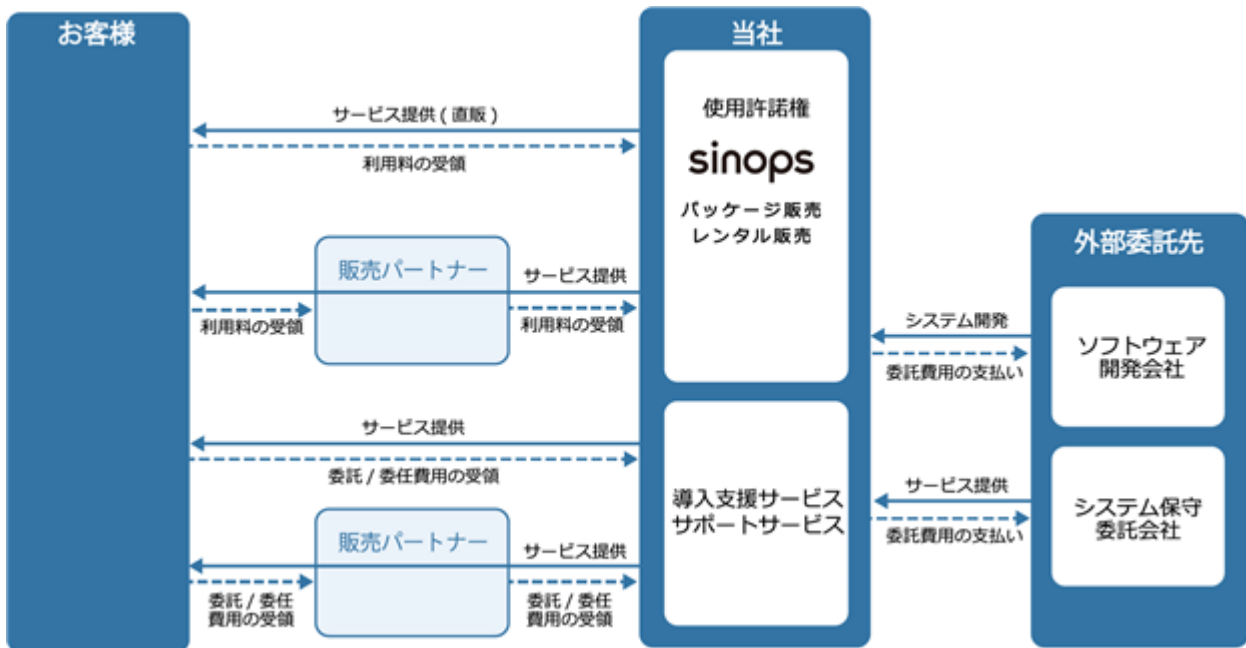 お客様
当社
使用許諾権
sinops
パッケージ販売
レンタル販売
サービス提供 ( 直販 )
利用料の受領
販売パートナー
サービス提供
利用料の受領
利用料の受領
サービス提供
委託 / 委任費用の受領
導入支援サービス
サポートサービス
販売パートナー
サービス提供
委託 / 委任
費用の受領
委託 / 委任
費用の受領
外部委託先
システム開発
委託費用の支払い
ソフトウェア
開発会社
サービス提供
委託費用の支払い
システム保守
委託会社